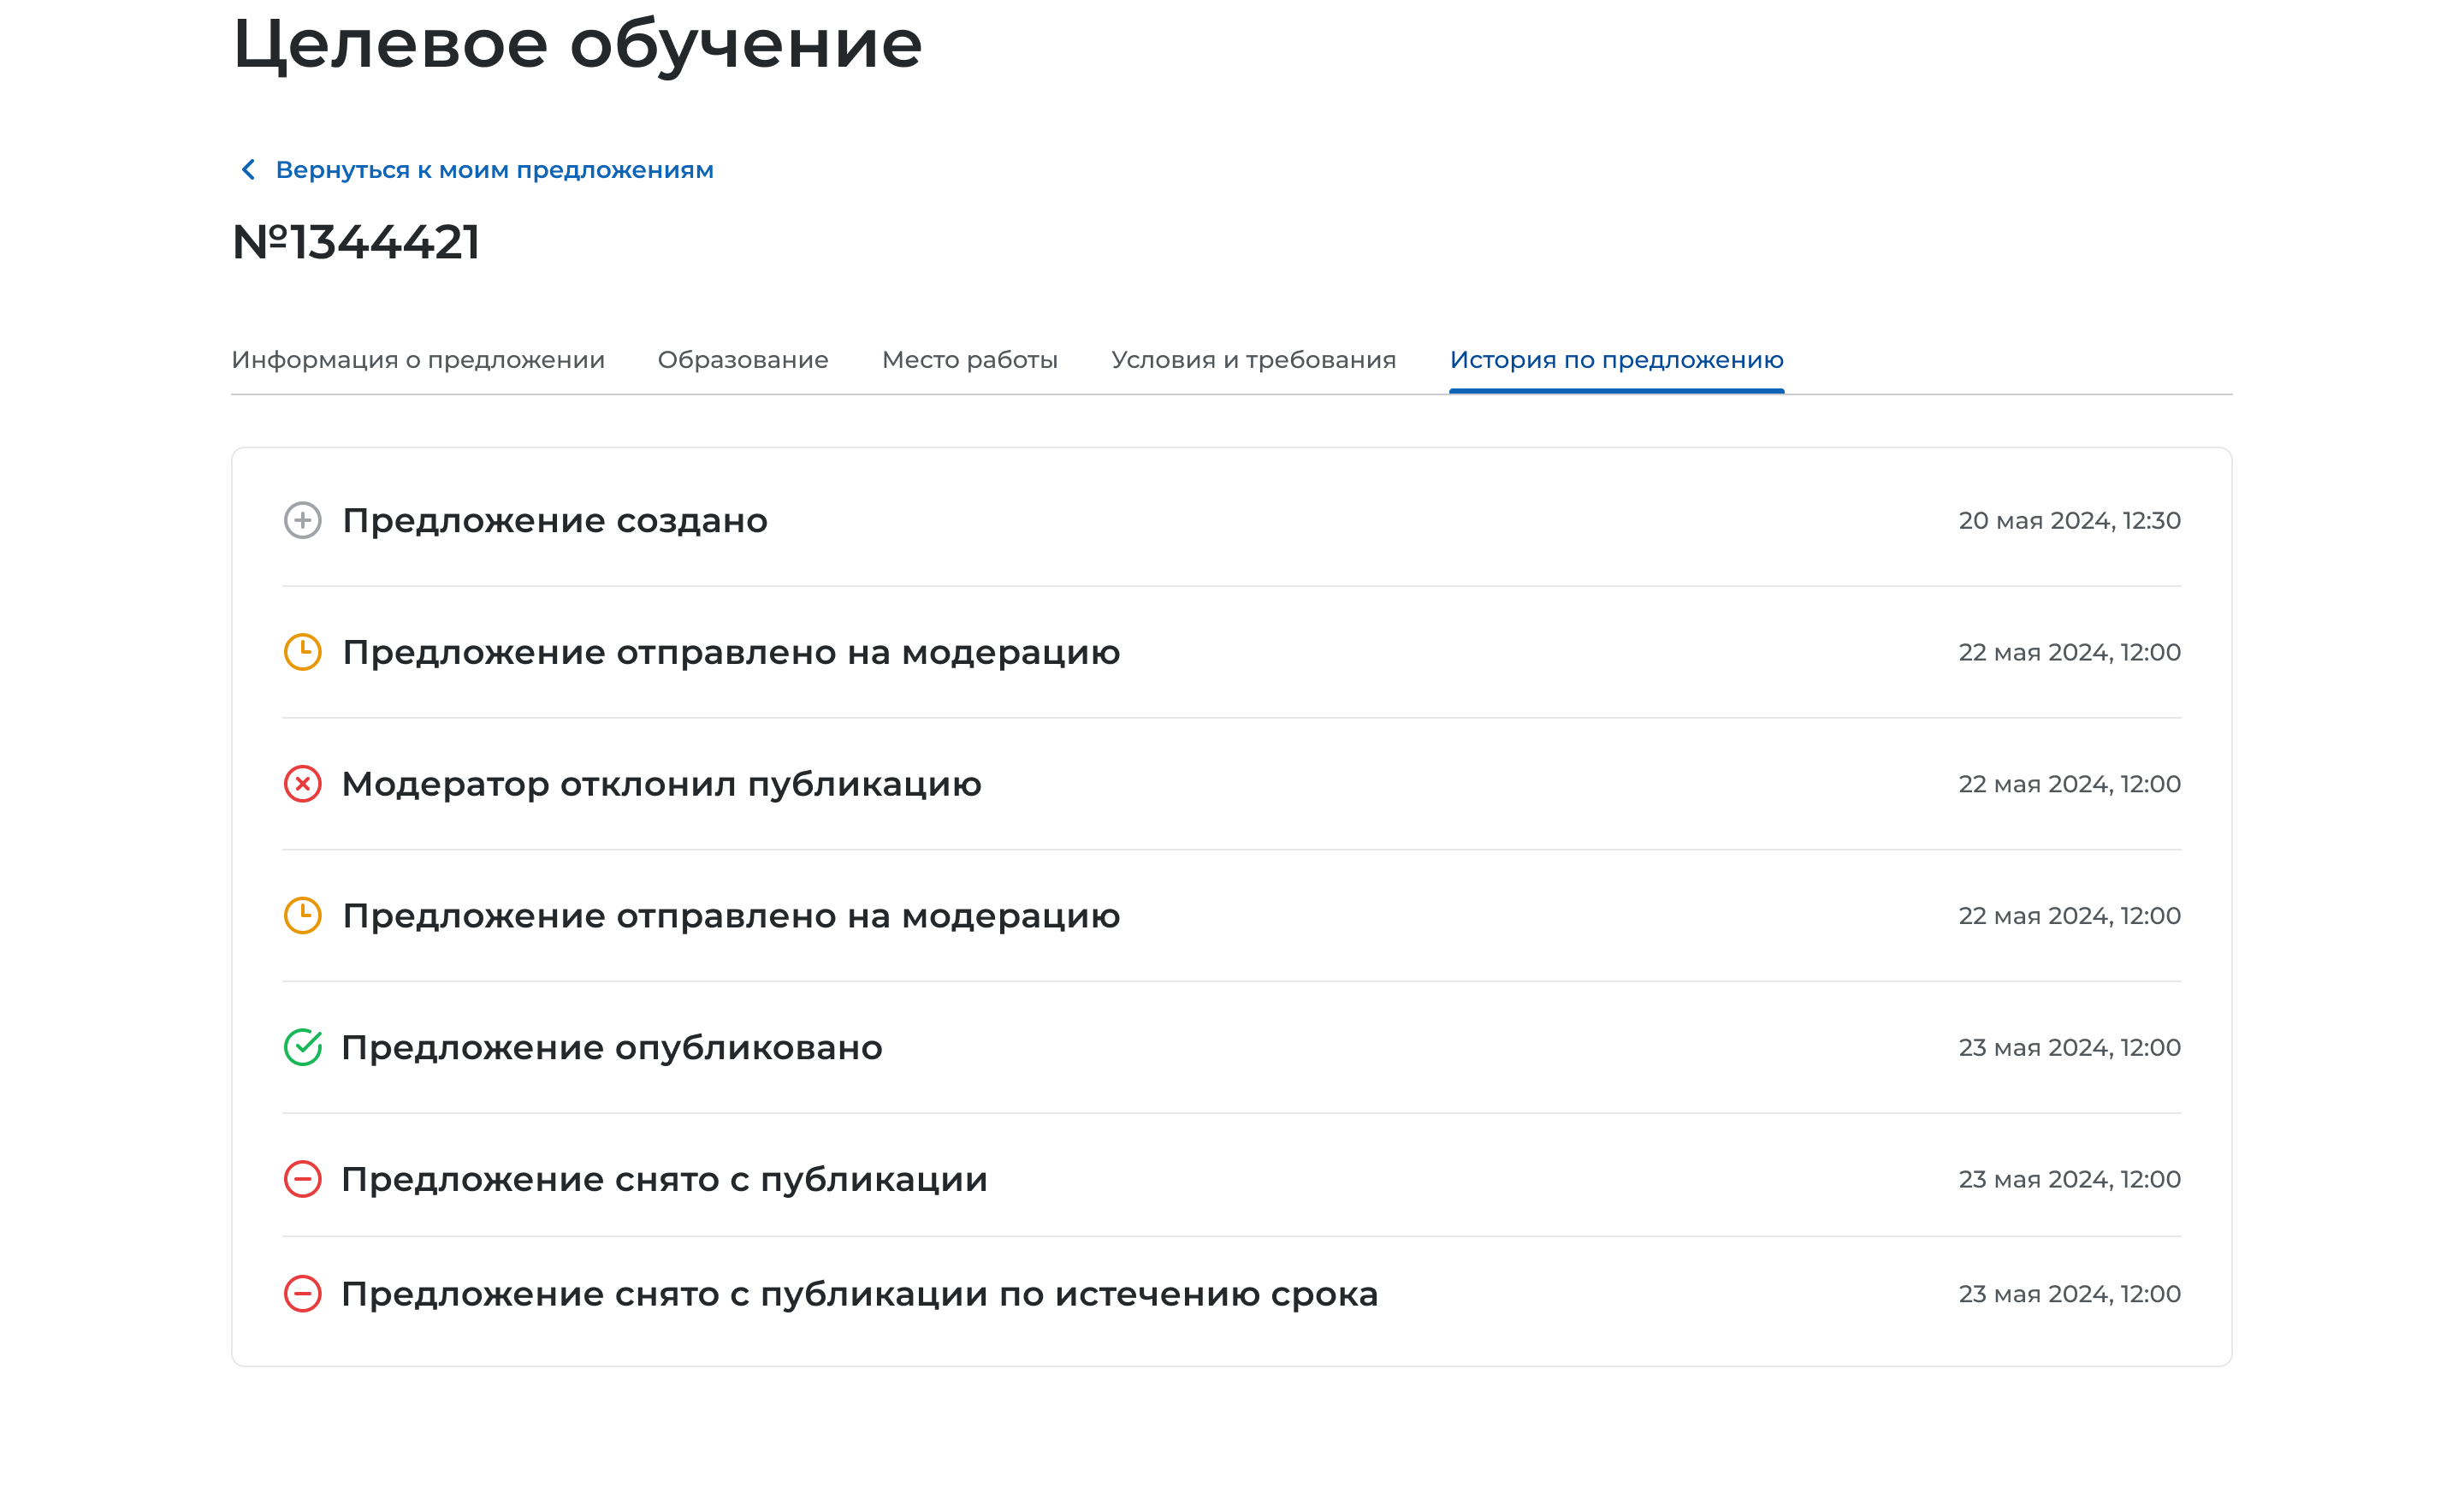 Целевое обучение
Вернуться к моим предложениям
№1344421
Информация о предложении Образование Место работы Условия и требования История по предложению
Предложение создано 20 мая 2024, 12:30
Предложение отправлено на модерацию 22 мая 2024, 12:00
Модератор отклонил публикацию 22 мая 2024, 12:00
Предложение отправлено на модерацию 22 мая 2024, 12:00
Предложение опубликовано 23 мая 2024, 12:00
Предложение снято с публикации 23 мая 2024, 12:00
Предложение снято с публикации по истечению срока 23 мая 2024, 12:00